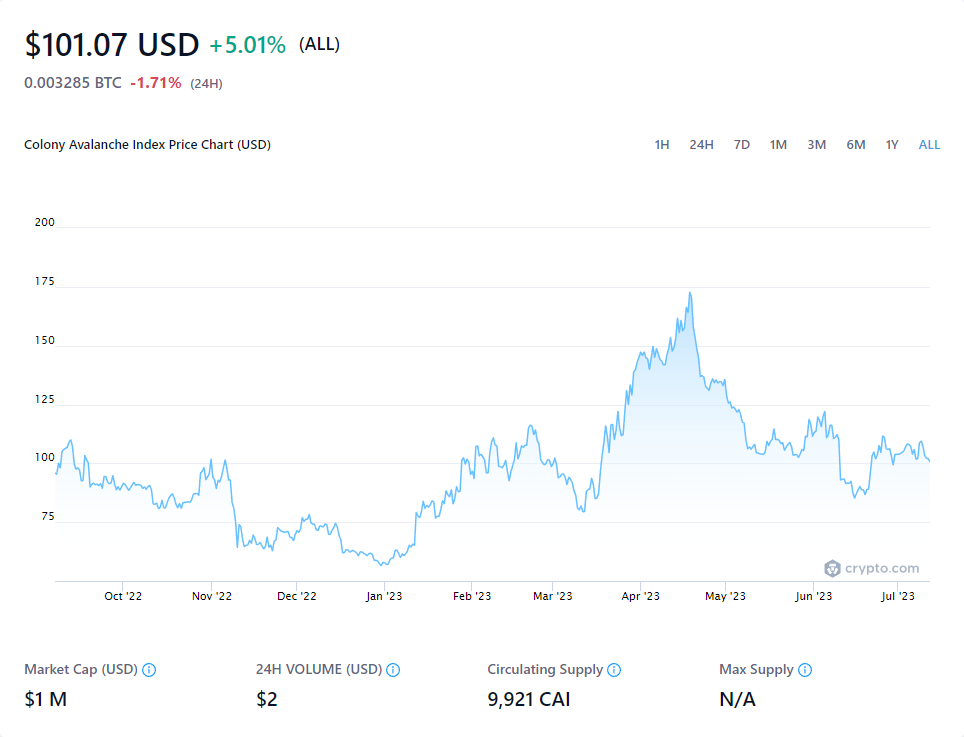 $101.07 USD +5.01% (ALL)
0.003285 BTC -1.71% (24H)
Colony Avalanche Index Price Chart (USD) 1H 24H 7D 1M 3M 6M 1Y ALL
200
175
150
125
100
75
crypto.com
Oct '22 Nov '22 Dec '22 Jan '23 Feb '23 Mar '23 Apr '23 May '23 Jun '23 Jul '23
Market Cap (USD) 24H VOLUME (USD) Circulating Supply Max Supply
$1 M $2 9,921 CAI N/A